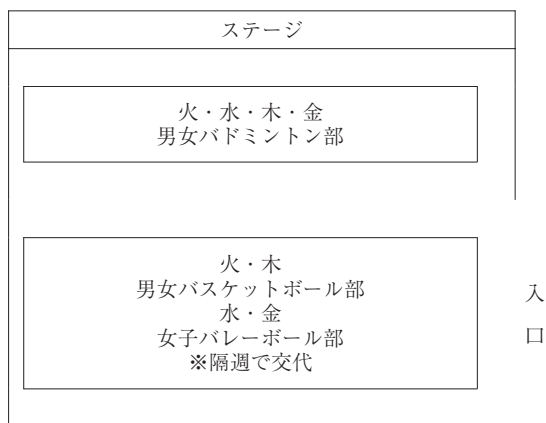 ステージ
火・水・木・金
男女バドミントン部
火・木
男女バスケットボール部
水・金
女子バレーボール部
※隔週で交代
入
口